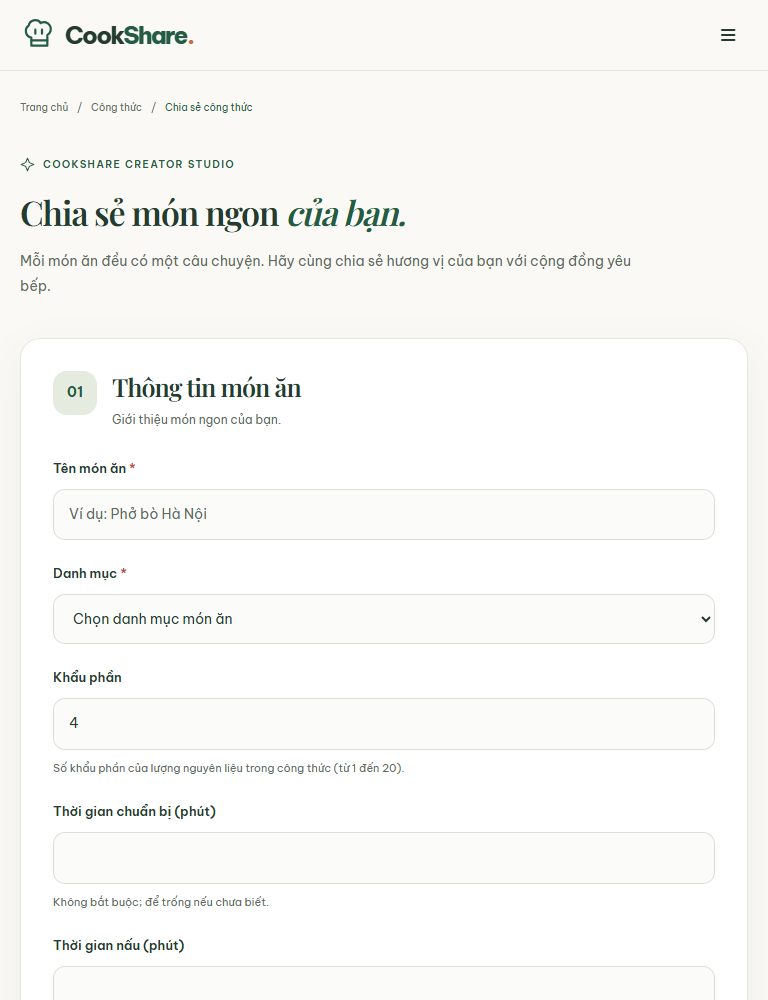 CookShare.
Trang chủ / Công thức / Chia sẻ công thức
COOKSHARE CREATOR STUDIO
Chia sẻ món ngon của bạn.
Mỗi món ăn đều có một câu chuyện. Hãy cùng chia sẻ hương vị của bạn với cộng đồng yêu
bếp.
01
Thông tin món ăn
Giới thiệu món ngon của bạn.
Tên món ăn *
Ví dụ: Phở bò Hà Nội
Danh mục *
Chọn danh mục món ăn
Khẩu phần
4
Số khẩu phần của lượng nguyên liệu trong công thức (từ 1 đến 20).
Thời gian chuẩn bị (phút)
Không bắt buộc; để trống nếu chưa biết.
Thời gian nấu (phút)